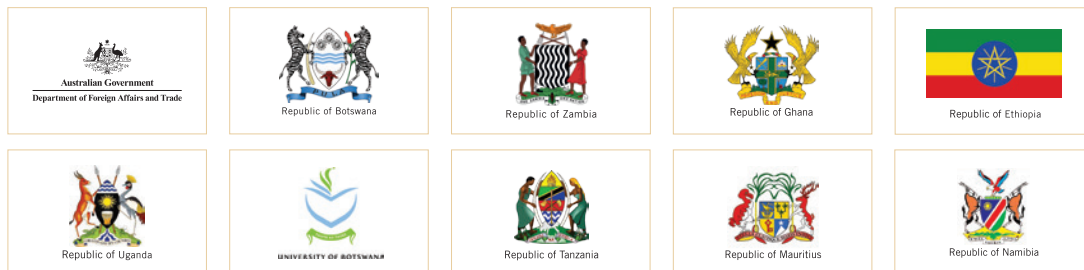 Australian Government
Department of Foreign Affairs and Trade
Republic of Botswana
Republic of Zambia
Republic of Ghana
Republic of Ethiopia
Republic of Uganda
UNIVERSITY OF BOTSWANA
Republic of Tanzania
Republic of Mauritius
Republic of Namibia